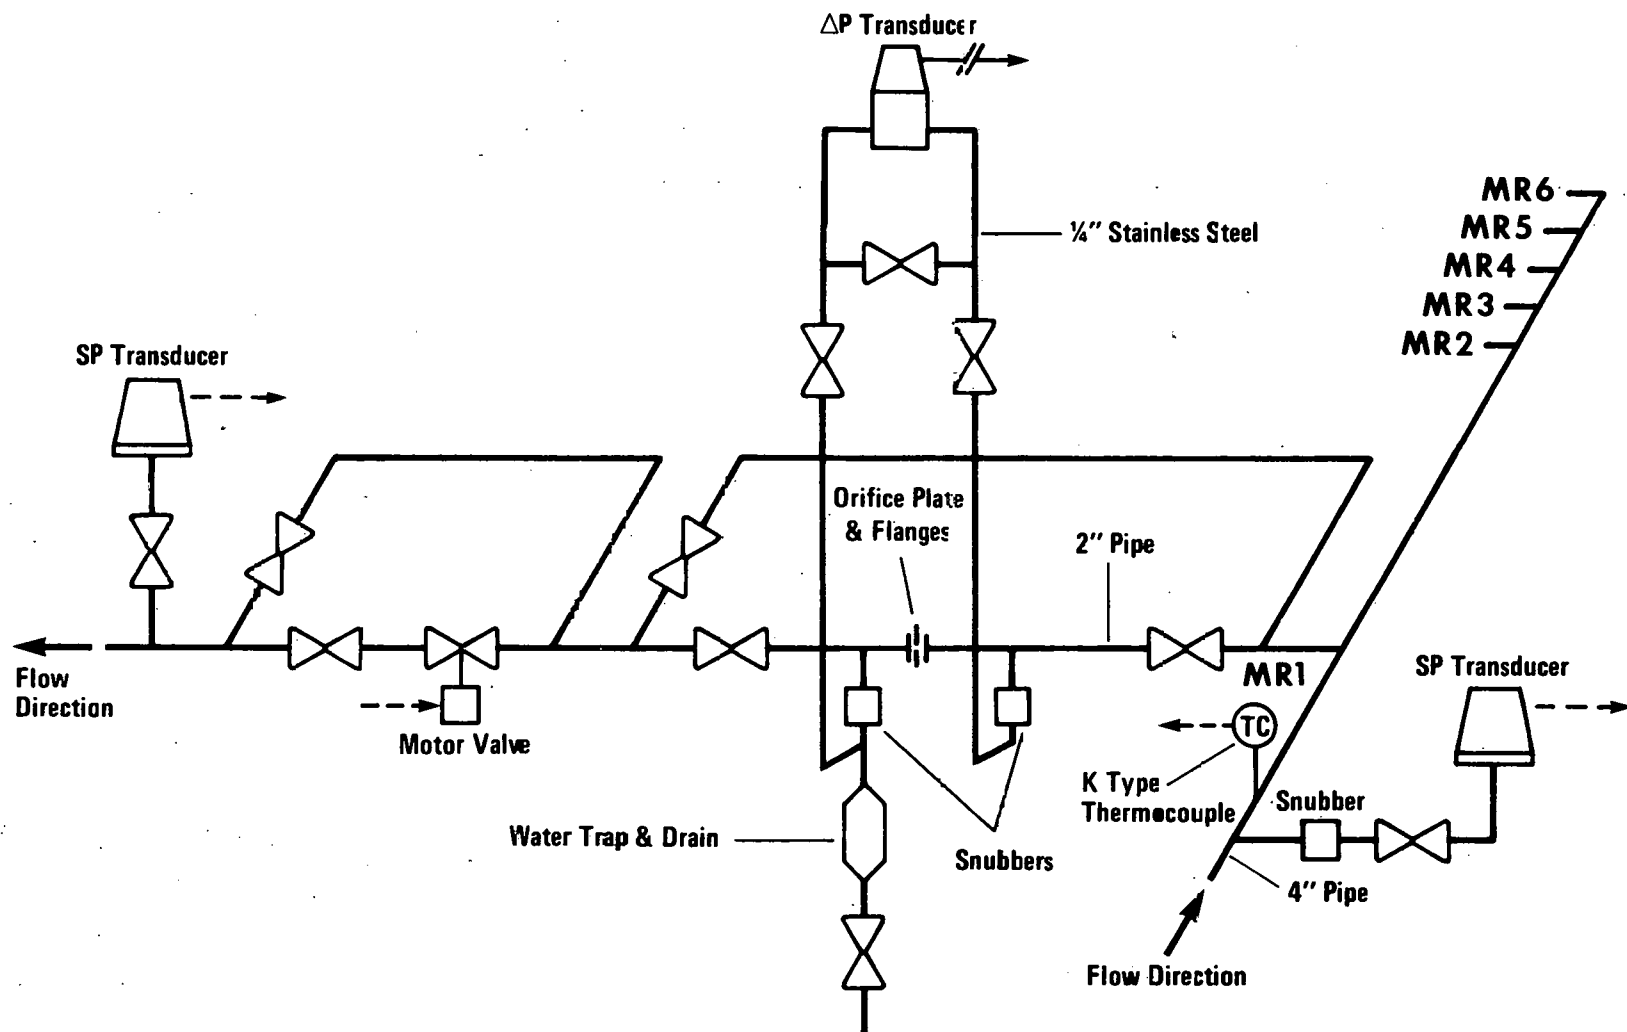 ΔP Transducer
¼" Stainless Steel
MR6
MR5
MR4
MR3
MR2
SP Transducer
Orifice Plate
& Flanges
2" Pipe
Flow
Direction
Motor Valve
MR1
SP Transducer
TC
K Type
Thermocouple
Snubber
Water Trap & Drain
Snubbers
4" Pipe
Flow Direction